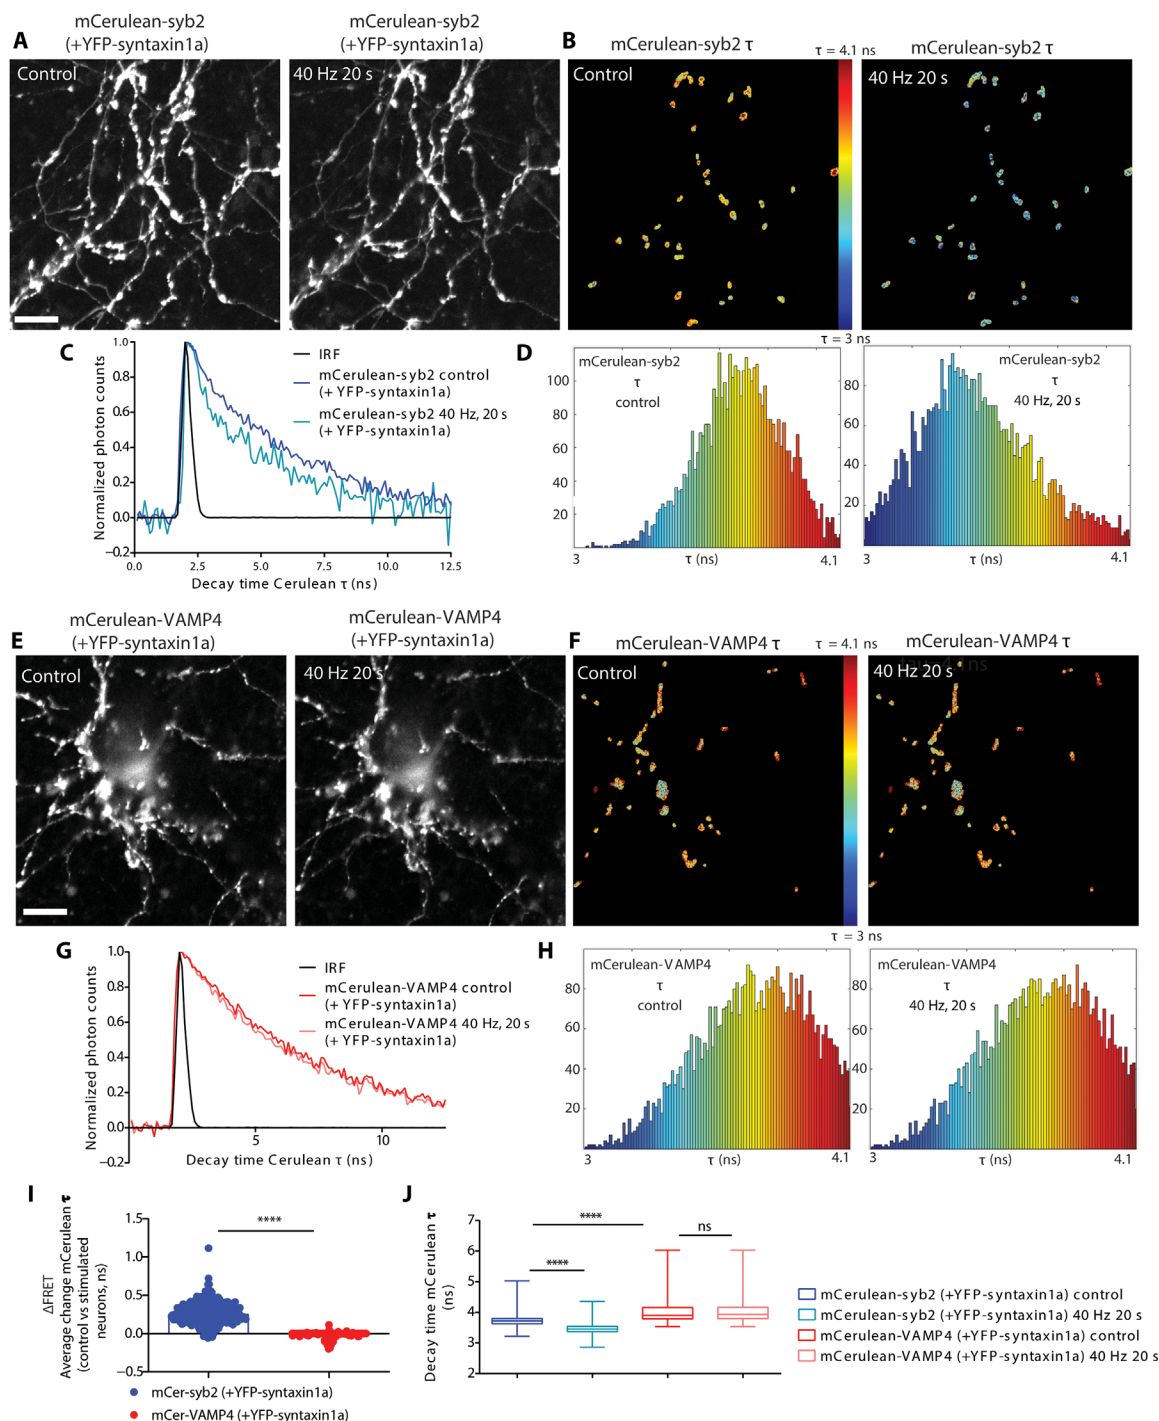 A
mCerulean-syb2
(+YFP-syntaxin1a)
mCerulean-syb2
(+YFP-syntaxin1a)
Control
40 Hz 20 s
B
mCerulean-syb2 τ
τ = 4.1 ns
mCerulean-syb2 τ
Control
40 Hz 20 s
τ = 3 ns
C
Normalized photon counts
1.0
0.8
0.6
0.4
0.2
0.0
−0.2
0.0
2.5
5.0
7.5
10.0
12.5
Decay time Cerulean τ (ns)
IRF
mCerulean-syb2 control
(+ YFP-syntaxin1a)
mCerulean-syb2 40 Hz, 20 s
(+ YFP-syntaxin1a)
D
mCerulean-syb2
τ
control
100
80
60
40
20
3
τ (ns)
4.1
mCerulean-syb2
τ
40 Hz, 20 s
80
60
40
20
3
τ (ns)
4.1
E
mCerulean-VAMP4
(+YFP-syntaxin1a)
mCerulean-VAMP4
(+YFP-syntaxin1a)
Control
40 Hz 20 s
F
mCerulean-VAMP4 τ
τ = 4.1 ns
mCerulean-VAMP4 τ
Control
40 Hz 20 s
τ = 3 ns
G
Normalized photon counts
1.0
0.8
0.6
0.4
0.2
0.0
−0.2
5
10
Decay time Cerulean τ (ns)
IRF
mCerulean-VAMP4 control
(+ YFP-syntaxin1a)
mCerulean-VAMP4 40 Hz, 20 s
(+ YFP-syntaxin1a)
H
mCerulean-VAMP4
τ
control
80
60
40
20
3
τ (ns)
4.1
mCerulean-VAMP4
τ
40 Hz, 20 s
80
60
40
20
3
τ (ns)
4.1
I
ΔFRET
Average change mCerulean τ
(control vs stimulated
neurons, ns)
1.5
1.0
0.5
0.0
−0.5
****
mCer-syb2 (+YFP-syntaxin1a)
mCer-VAMP4 (+YFP-syntaxin1a)
J
Decay time mCerulean τ
(ns)
7
6
5
4
3
2
****
****
ns
mCerulean-syb2 (+YFP-syntaxin1a) control
mCerulean-syb2 (+YFP-syntaxin1a) 40 Hz 20 s
mCerulean-VAMP4 (+YFP-syntaxin1a) control
mCerulean-VAMP4 (+YFP-syntaxin1a) 40 Hz 20 s